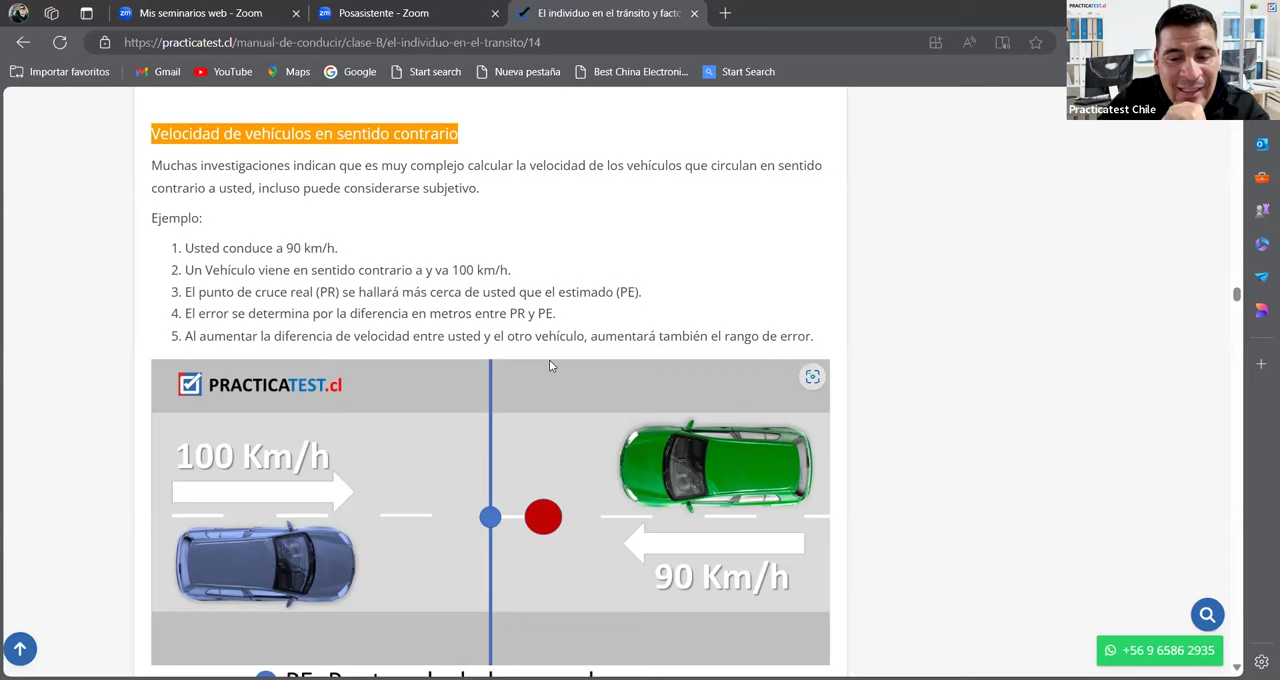 Mis seminarios web - Zoom
Posasistente - Zoom
El individuo en el tránsito y facto
https://practicatest.cl/manual-de-conducir/clase-B/el-individuo-en-el-transito/14
Importar favoritos
Gmail
YouTube
Maps
Google
Start search
Nueva pestaña
Best China Electroni...
Start Search
PRACTICATEST.cl
Practicatest Chile
Velocidad de vehículos en sentido contrario
Muchas investigaciones indican que es muy complejo calcular la velocidad de los vehículos que circulan en sentido
contrario a usted, incluso puede considerarse subjetivo.
Ejemplo:
1. Usted conduce a 90 km/h.
2. Un Vehículo viene en sentido contrario a y va 100 km/h.
3. El punto de cruce real (PR) se hallará más cerca de usted que el estimado (PE).
4. El error se determina por la diferencia en metros entre PR y PE.
5. Al aumentar la diferencia de velocidad entre usted y el otro vehículo, aumentará también el rango de error.
PRACTICATEST.cl
100 Km/h
90 Km/h
+56 9 6586 2935